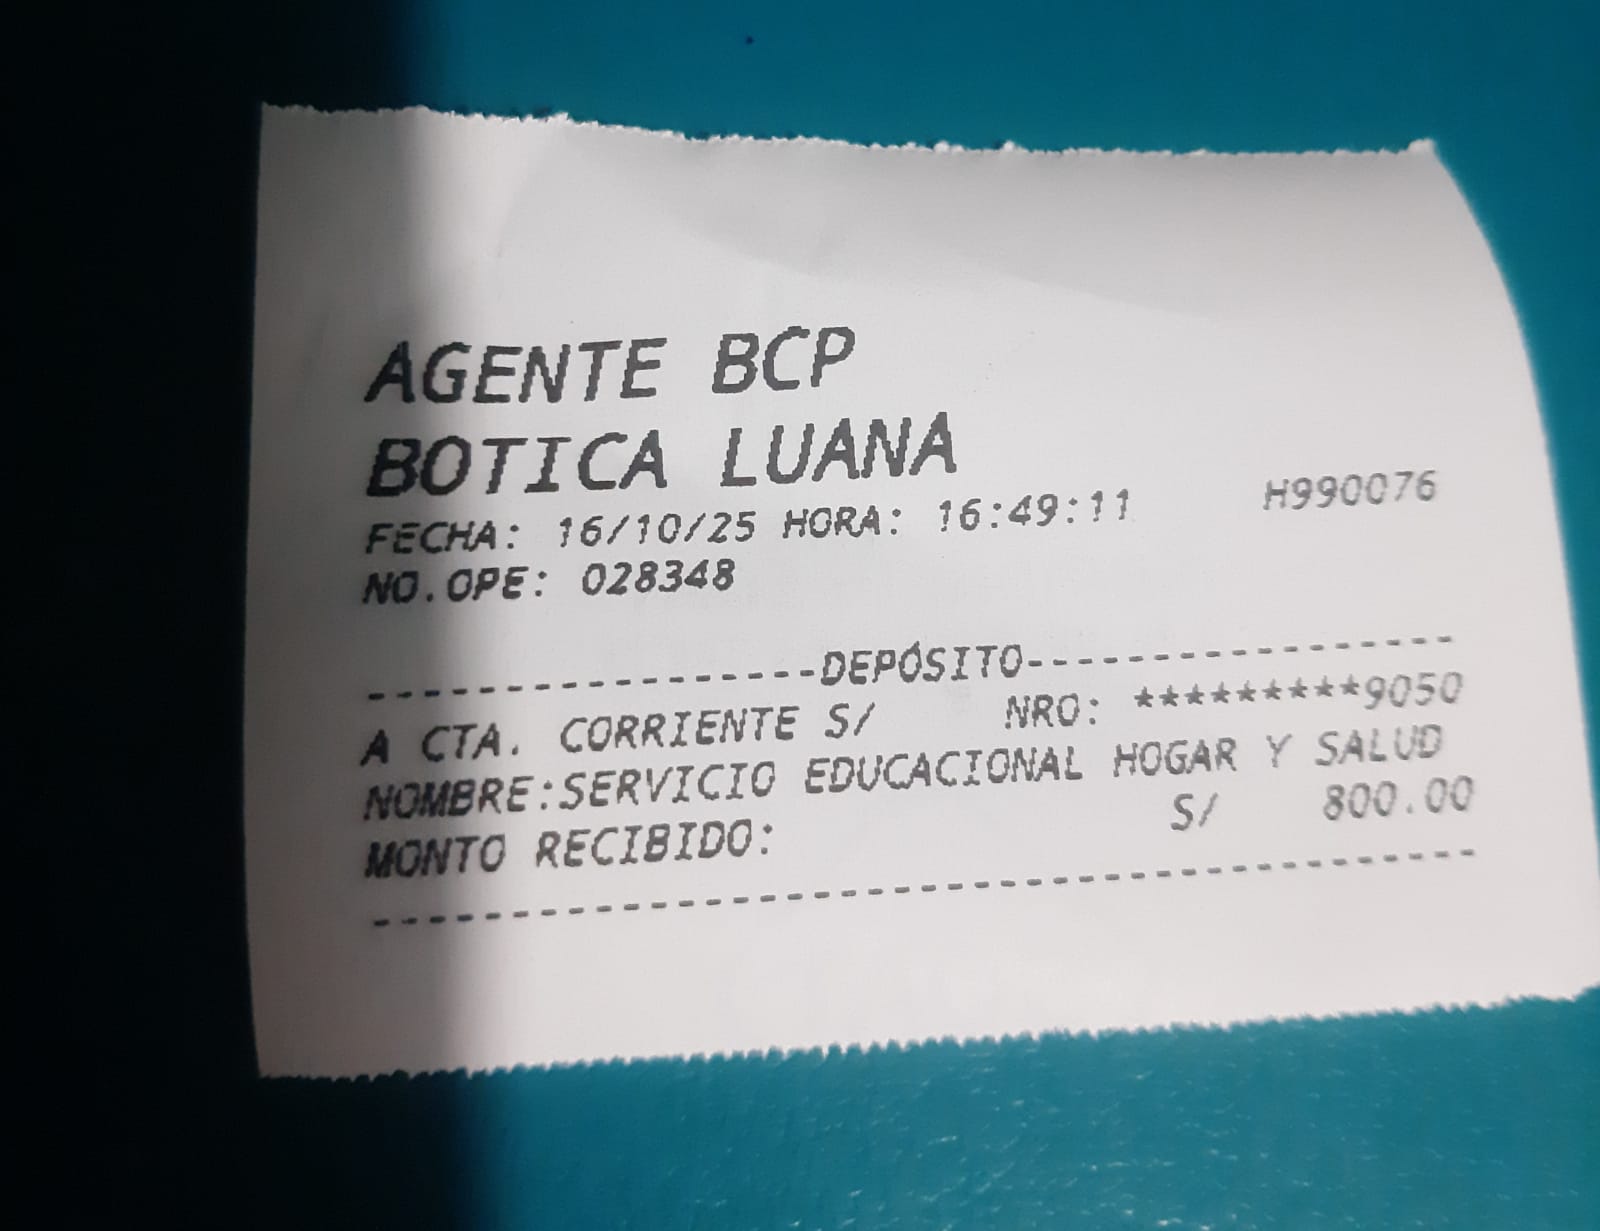 AGENTE BCP
BOTICA LUANA
FECHA: 16/10/25 HORA: 16:49:11 H990076
NO.OPE: 028348
-----------------DEPÓSITO-----------------
A CTA. CORRIENTE S/ NRO: *********9050
NOMBRE:SERVICIO EDUCACIONAL HOGAR Y SALUD
MONTO RECIBIDO: S/ 800.00
----------------------------------------